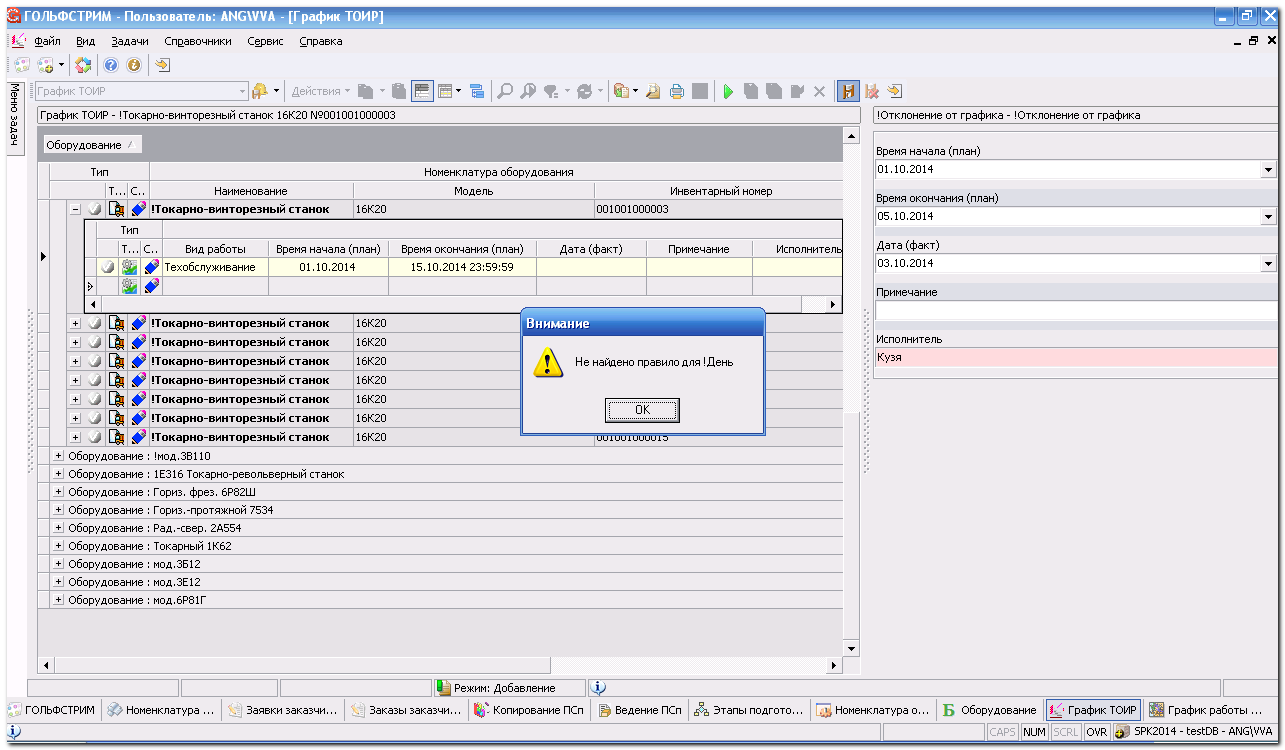 ГОЛЬФСТРИМ - Пользователь: ANG\VVA - [График ТОИР]
Файл Вид Задачи Справочники Сервис Справка
График ТОИР Действия
Меню задач
График ТОИР - !Токарно-винторезный станок 16К20 №001001000003
Оборудование
Тип Номенклатура оборудования
Т... С.. Наименование Модель Инвентарный номер
!Токарно-винторезный станок 16К20 001001000003
Тип
Т... С.. Вид работы Время начала (план) Время окончания (план) Дата (факт) Примечание Исполнитель
Техобслуживание 01.10.2014 15.10.2014 23:59:59
!Токарно-винторезный станок 16К20
!Токарно-винторезный станок 16К20
!Токарно-винторезный станок 16К20
!Токарно-винторезный станок 16К20
!Токарно-винторезный станок 16К20
!Токарно-винторезный станок 16К20
!Токарно-винторезный станок 16К20 001001000015
Оборудование : !мод.3В110
Оборудование : 1Е316 Токарно-револьверный станок
Оборудование : Гориз. фрез. 6Р82Ш
Оборудование : Гориз.-протяжной 7534
Оборудование : Рад.-свер. 2А554
Оборудование : Токарный 1К62
Оборудование : мод.3Б12
Оборудование : мод.3Е12
Оборудование : мод.6Р81Г
Внимание
Не найдено правило для !День
OK
!Отклонение от графика - !Отклонение от графика
Время начала (план)
01.10.2014
Время окончания (план)
05.10.2014
Дата (факт)
03.10.2014
Примечание
Исполнитель
Кузя
Режим: Добавление
ГОЛЬФСТРИМ Номенклатура ... Заявки заказчи... Заказы заказчи... Копирование ПСп Ведение ПСп Этапы подгото... Номенклатура о... Оборудование График ТОИР График работы ...
CAPS NUM SCRL OVR SPK2014 - testDB - ANG\VVA